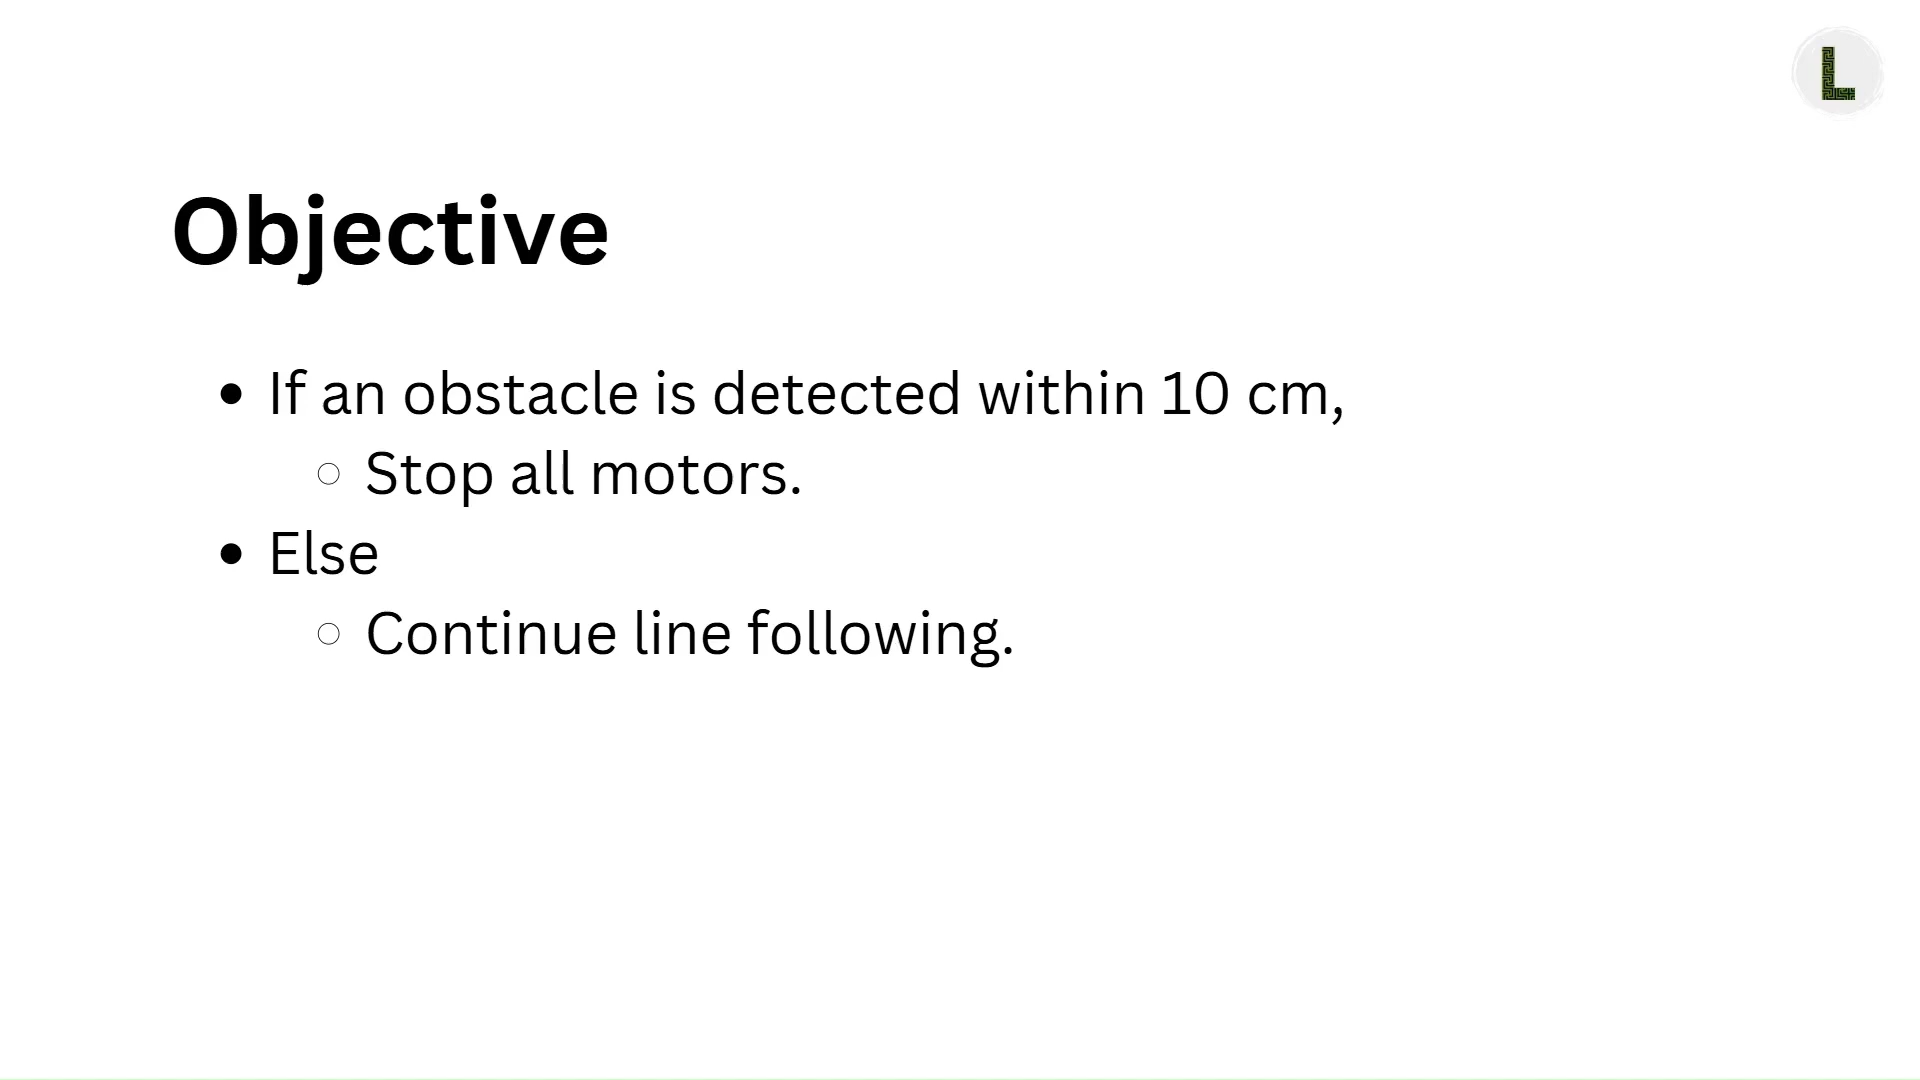 L
Objective
• If an obstacle is detected within 10 cm,
○ Stop all motors.
• Else
○ Continue line following.